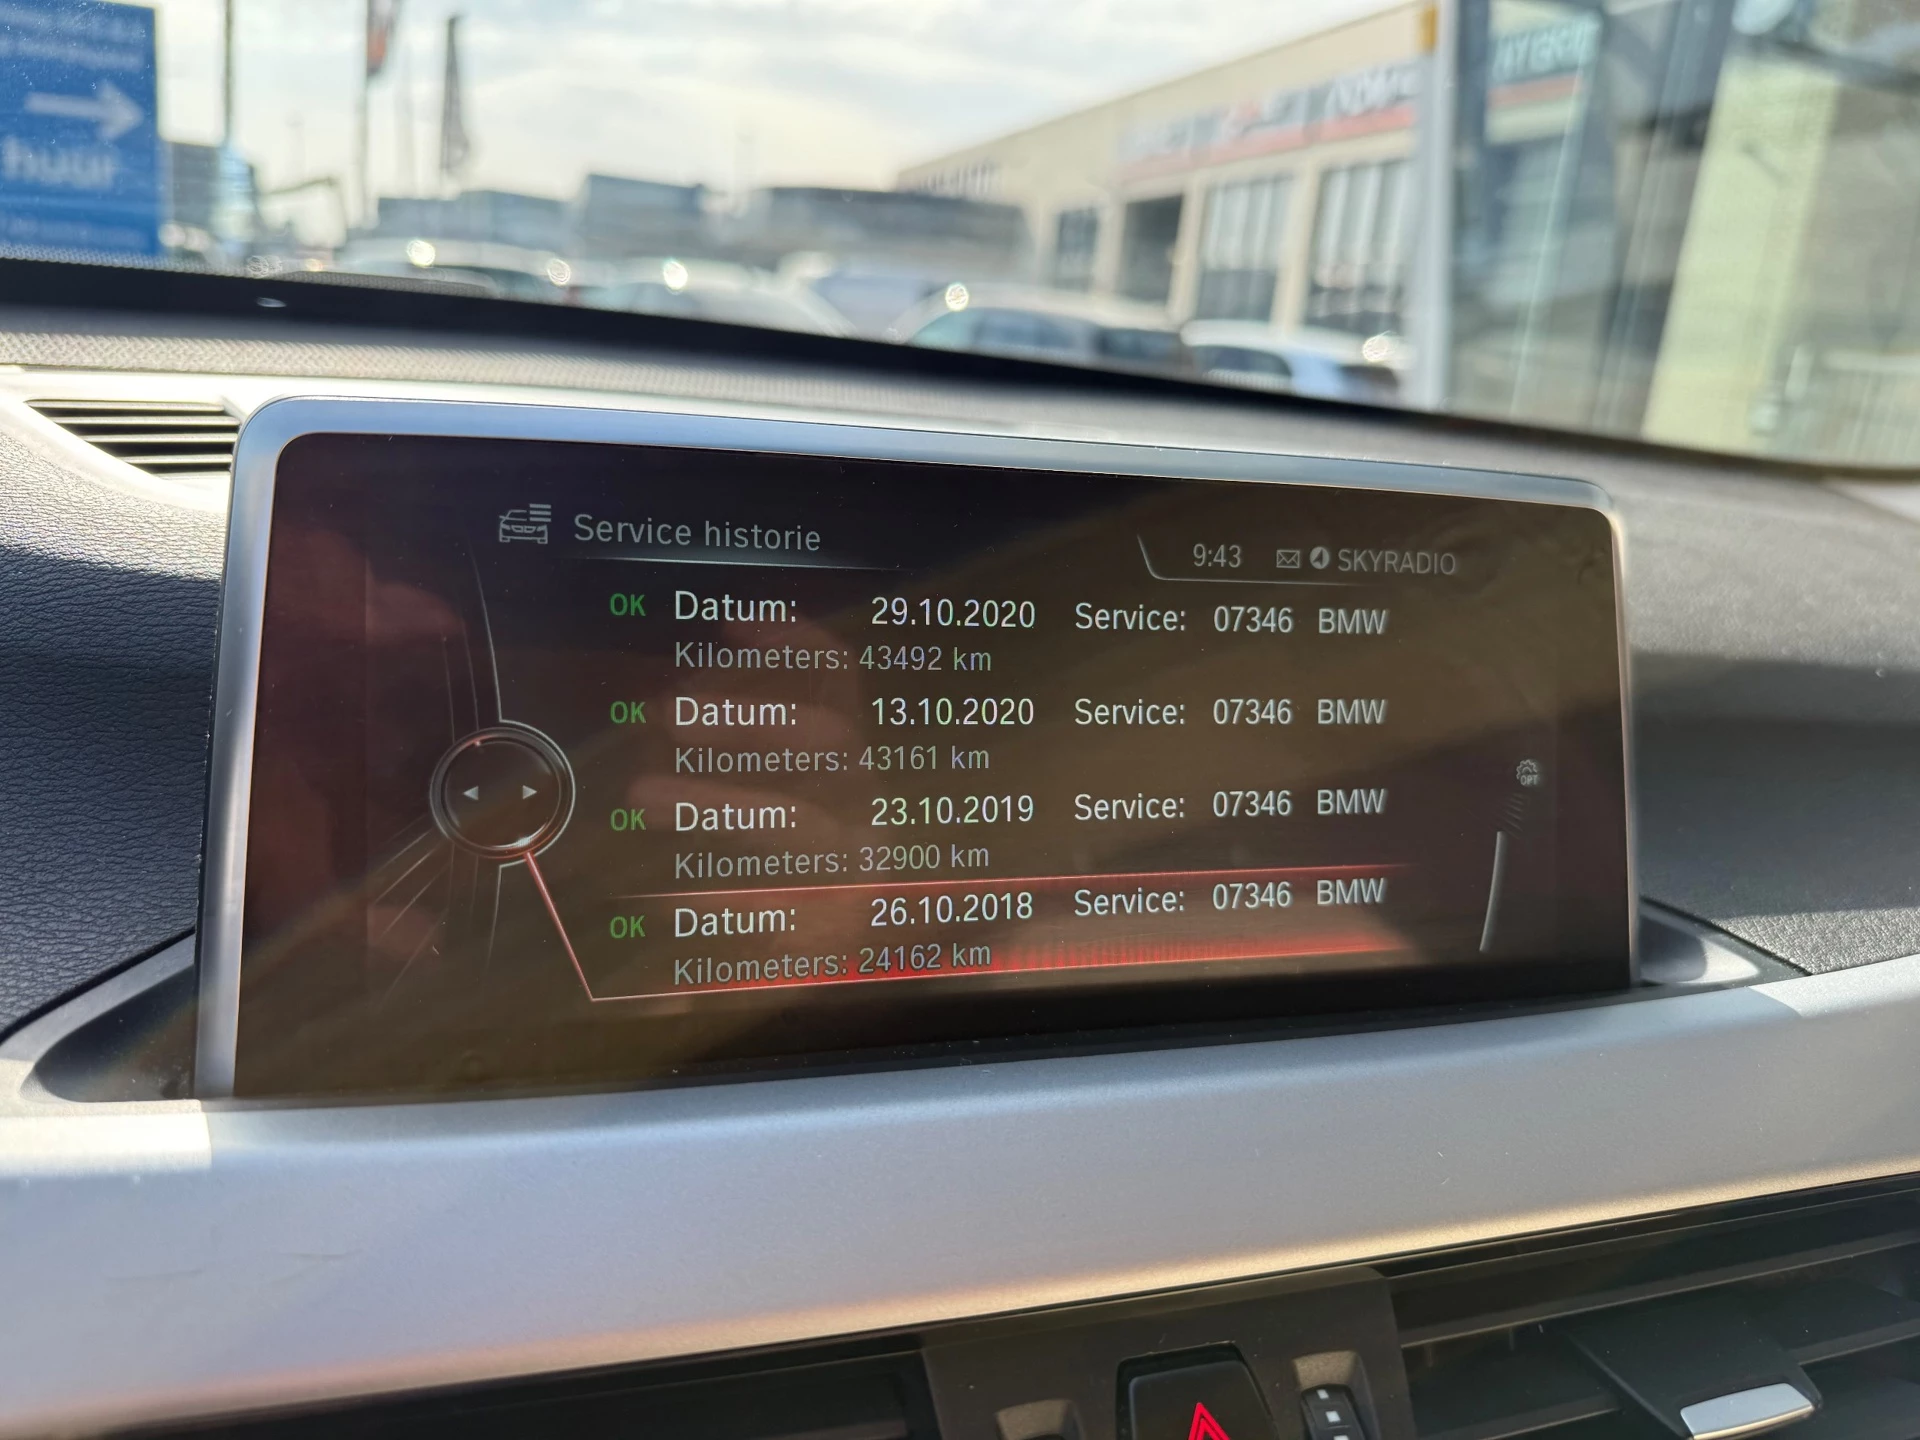 huur
Service historie
9:43 SKYRADIO
OK Datum: 29.10.2020 Service: 07346 BMW
Kilometers: 43492 km
OK Datum: 13.10.2020 Service: 07346 BMW
Kilometers: 43161 km
OK Datum: 23.10.2019 Service: 07346 BMW
Kilometers: 32900 km
OPT
OK Datum: 26.10.2018 Service: 07346 BMW
Kilometers: 24162 km